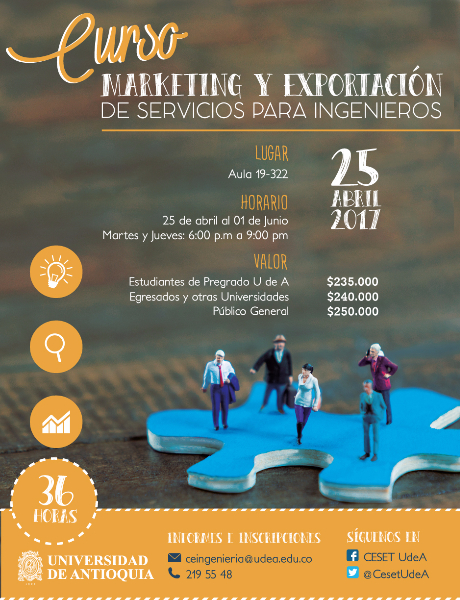 Curso
MARKETING Y EXPORTACIÓN
DE SERVICIOS PARA INGENIEROS
LUGAR
Aula 19-322
HORARIO
25 de abril al 01 de Junio
Martes y Jueves: 6:00 p.m a 9:00 pm
25
ABRIL
2017
VALOR
Estudiantes de Pregrado U de A $235.000
Egresados y otras Universidades $240.000
Público General $250.000
36
HORAS
UNIVERSIDAD
DE ANTIOQUIA
INFORMES E INSCRIPCIONES
ceingenieria@udea.edu.co
219 55 48
SÍGUENOS EN
CESET UdeA
@CesetUdeA